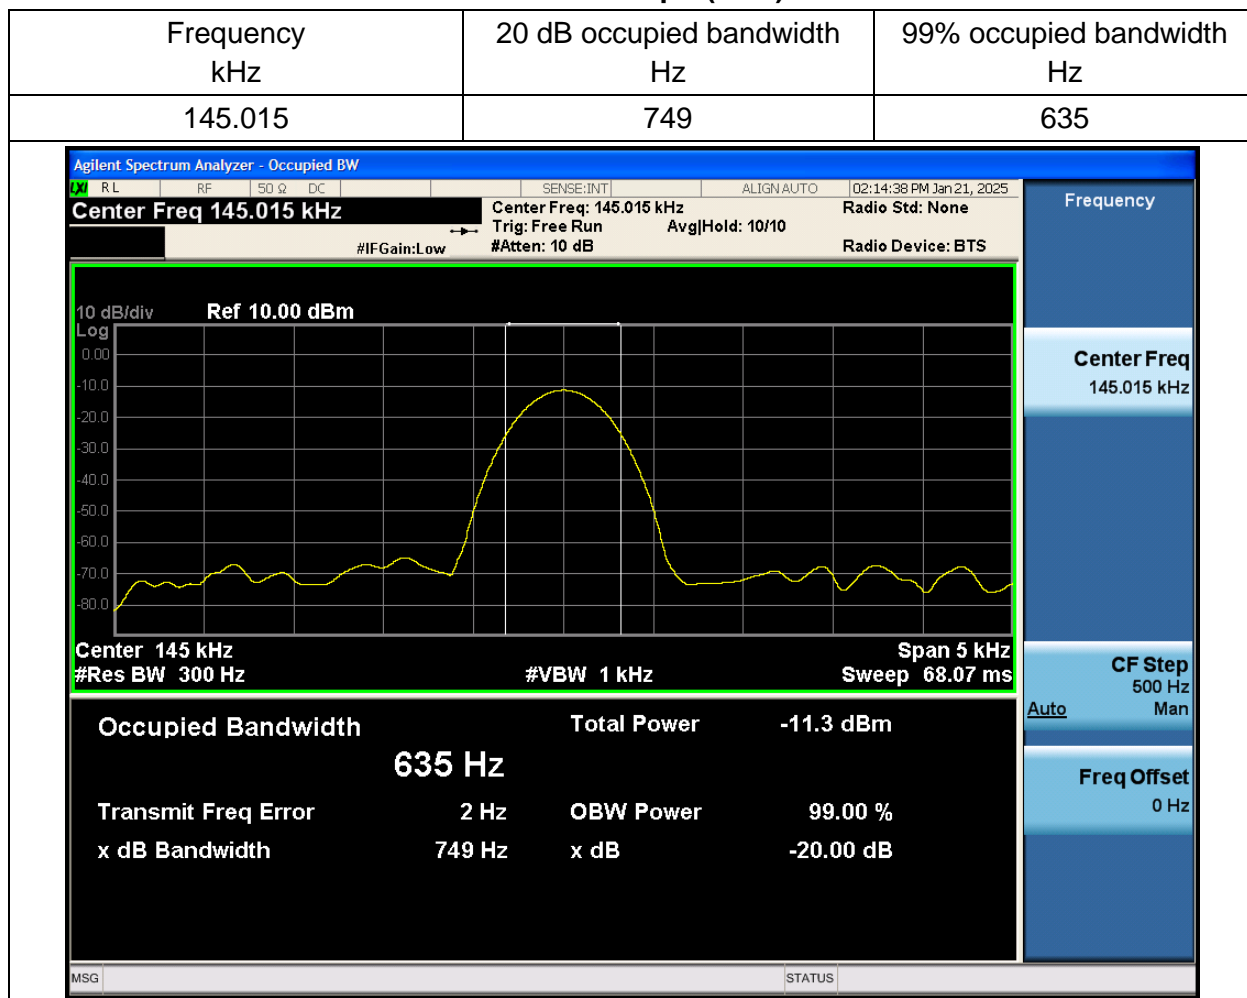 Frequency
kHz
20 dB occupied bandwidth
Hz
99% occupied bandwidth
Hz
145.015
749
635
Agilent Spectrum Analyzer - Occupied BW
LXI RL RF 50 Ω DC SENSE:INT ALIGN AUTO 02:14:38 PM Jan 21, 2025
Center Freq 145.015 kHz
Center Freq: 145.015 kHz
Radio Std: None
Trig: Free Run Avg|Hold: 10/10
#IFGain:Low
#Atten: 10 dB
Radio Device: BTS
10 dB/div Ref 10.00 dBm
Log
0.00
-10.0
-20.0
-30.0
-40.0
-50.0
-60.0
-70.0
-80.0
Center 145 kHz Span 5 kHz
#Res BW 300 Hz #VBW 1 kHz Sweep 68.07 ms
Occupied Bandwidth Total Power -11.3 dBm
635 Hz
Transmit Freq Error 2 Hz OBW Power 99.00 %
x dB Bandwidth 749 Hz x dB -20.00 dB
MSG STATUS
Frequency
Center Freq
145.015 kHz
CF Step
500 Hz
Auto Man
Freq Offset
0 Hz